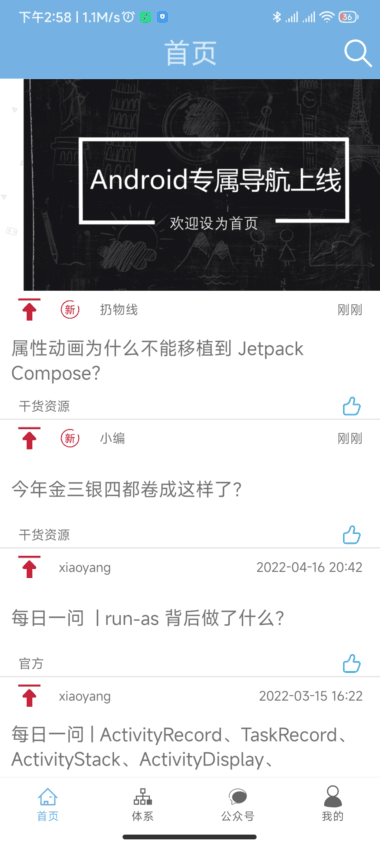 下午2:58 | 1.1M/s
36
首页
Android专属导航上线
欢迎设为首页
新 扔物线 刚刚
属性动画为什么不能移植到 Jetpack
Compose?
干货资源
新 小编 刚刚
今年金三银四都卷成这样了?
干货资源
xiaoyang 2022-04-16 20:42
每日一问 | run-as 背后做了什么?
官方
xiaoyang 2022-03-15 16:22
每日一问 | ActivityRecord、TaskRecord、
ActivityStack、ActivityDisplay、
首页 体系 公众号 我的